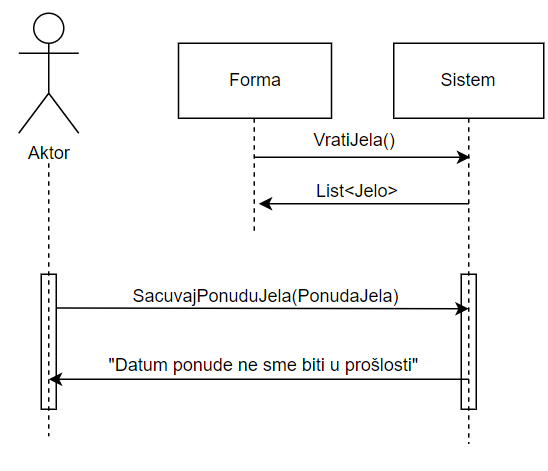 Forma
Sistem
Aktor
VratiJela()
List<Jelo>
SacuvajPonuduJela(PonudaJela)
"Datum ponude ne sme biti u prošlosti"